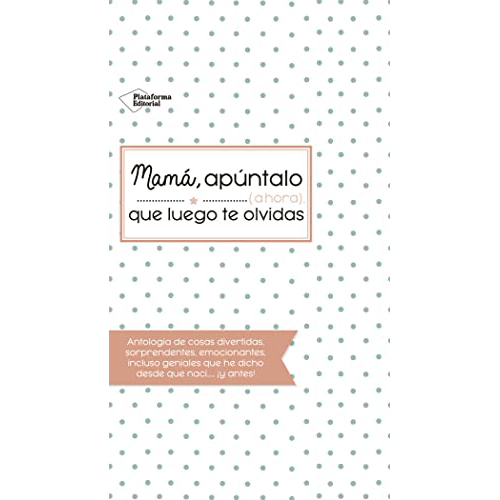 Plataforma
Editorial
Mamá, apúntalo
(ahora),
que luego te olvidas
Antología de cosas divertidas,
sorprendentes, emocionantes,
incluso geniales que he dicho
desde que nací,... ¡y antes!